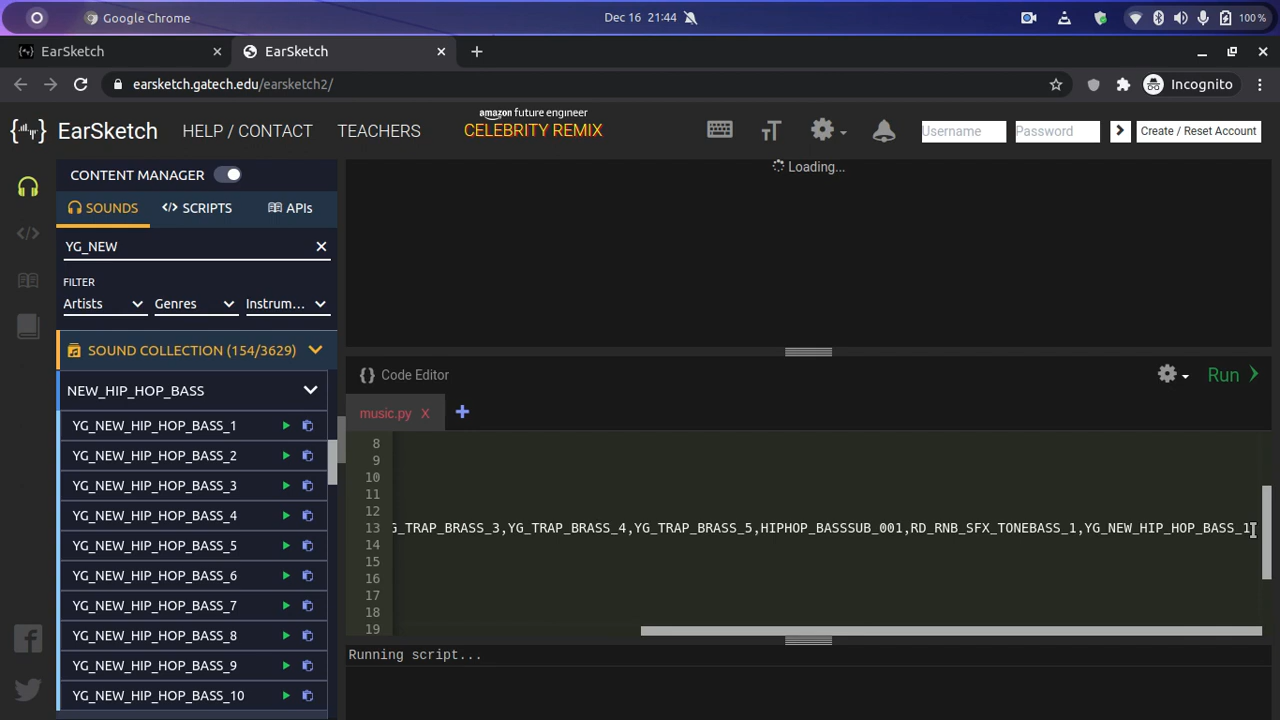 Google Chrome
Dec 16 21:44
100 %
EarSketch
EarSketch
earsketch.gatech.edu/earsketch2/
Incognito
EarSketch
HELP / CONTACT
TEACHERS
amazon future engineer
CELEBRITY REMIX
Username
Password
Create / Reset Account
CONTENT MANAGER
SOUNDS
SCRIPTS
APIs
YG_NEW
FILTER
Artists
Genres
Instrum...
SOUND COLLECTION (154/3629)
NEW_HIP_HOP_BASS
YG_NEW_HIP_HOP_BASS_1
YG_NEW_HIP_HOP_BASS_2
YG_NEW_HIP_HOP_BASS_3
YG_NEW_HIP_HOP_BASS_4
YG_NEW_HIP_HOP_BASS_5
YG_NEW_HIP_HOP_BASS_6
YG_NEW_HIP_HOP_BASS_7
YG_NEW_HIP_HOP_BASS_8
YG_NEW_HIP_HOP_BASS_9
YG_NEW_HIP_HOP_BASS_10
Loading...
{} Code Editor
Run
music.py X
8
9
10
11
12
13 G_TRAP_BRASS_3,YG_TRAP_BRASS_4,YG_TRAP_BRASS_5,HIPHOP_BASSSUB_001,RD_RNB_SFX_TONEBASS_1,YG_NEW_HIP_HOP_BASS_1
14
15
16
17
18
19
Running script...